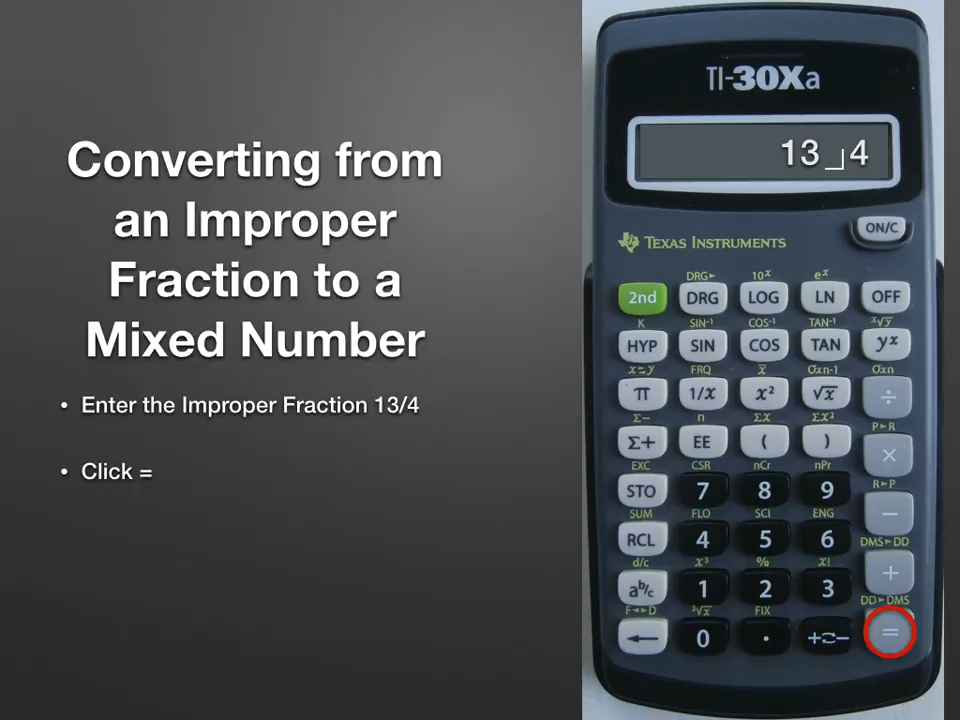 Converting from
an Improper
Fraction to a
Mixed Number
• Enter the Improper Fraction 13/4
• Click =
TI-30Xa
13 ⌟ 4
TEXAS INSTRUMENTS
ON/C
DRG▸ 10ˣ eˣ
2nd DRG LOG LN OFF
K SIN⁻¹ COS⁻¹ TAN⁻¹ ˣ√y
HYP SIN COS TAN yˣ
x⇆y FRQ x̅ σxn-1 σxn
π 1/x x² √x ÷
Σ− n Σx Σx² P▸R
Σ+ EE ( ) ×
EXC CSR nCr nPr R▸P
STO 7 8 9 −
SUM FLO SCI ENG DMS▸DD
RCL 4 5 6 +
d/c x³ % x! DD▸DMS
aᵇ/c 1 2 3 =
F◂▸D ³√x FIX
← 0 . +⇆−